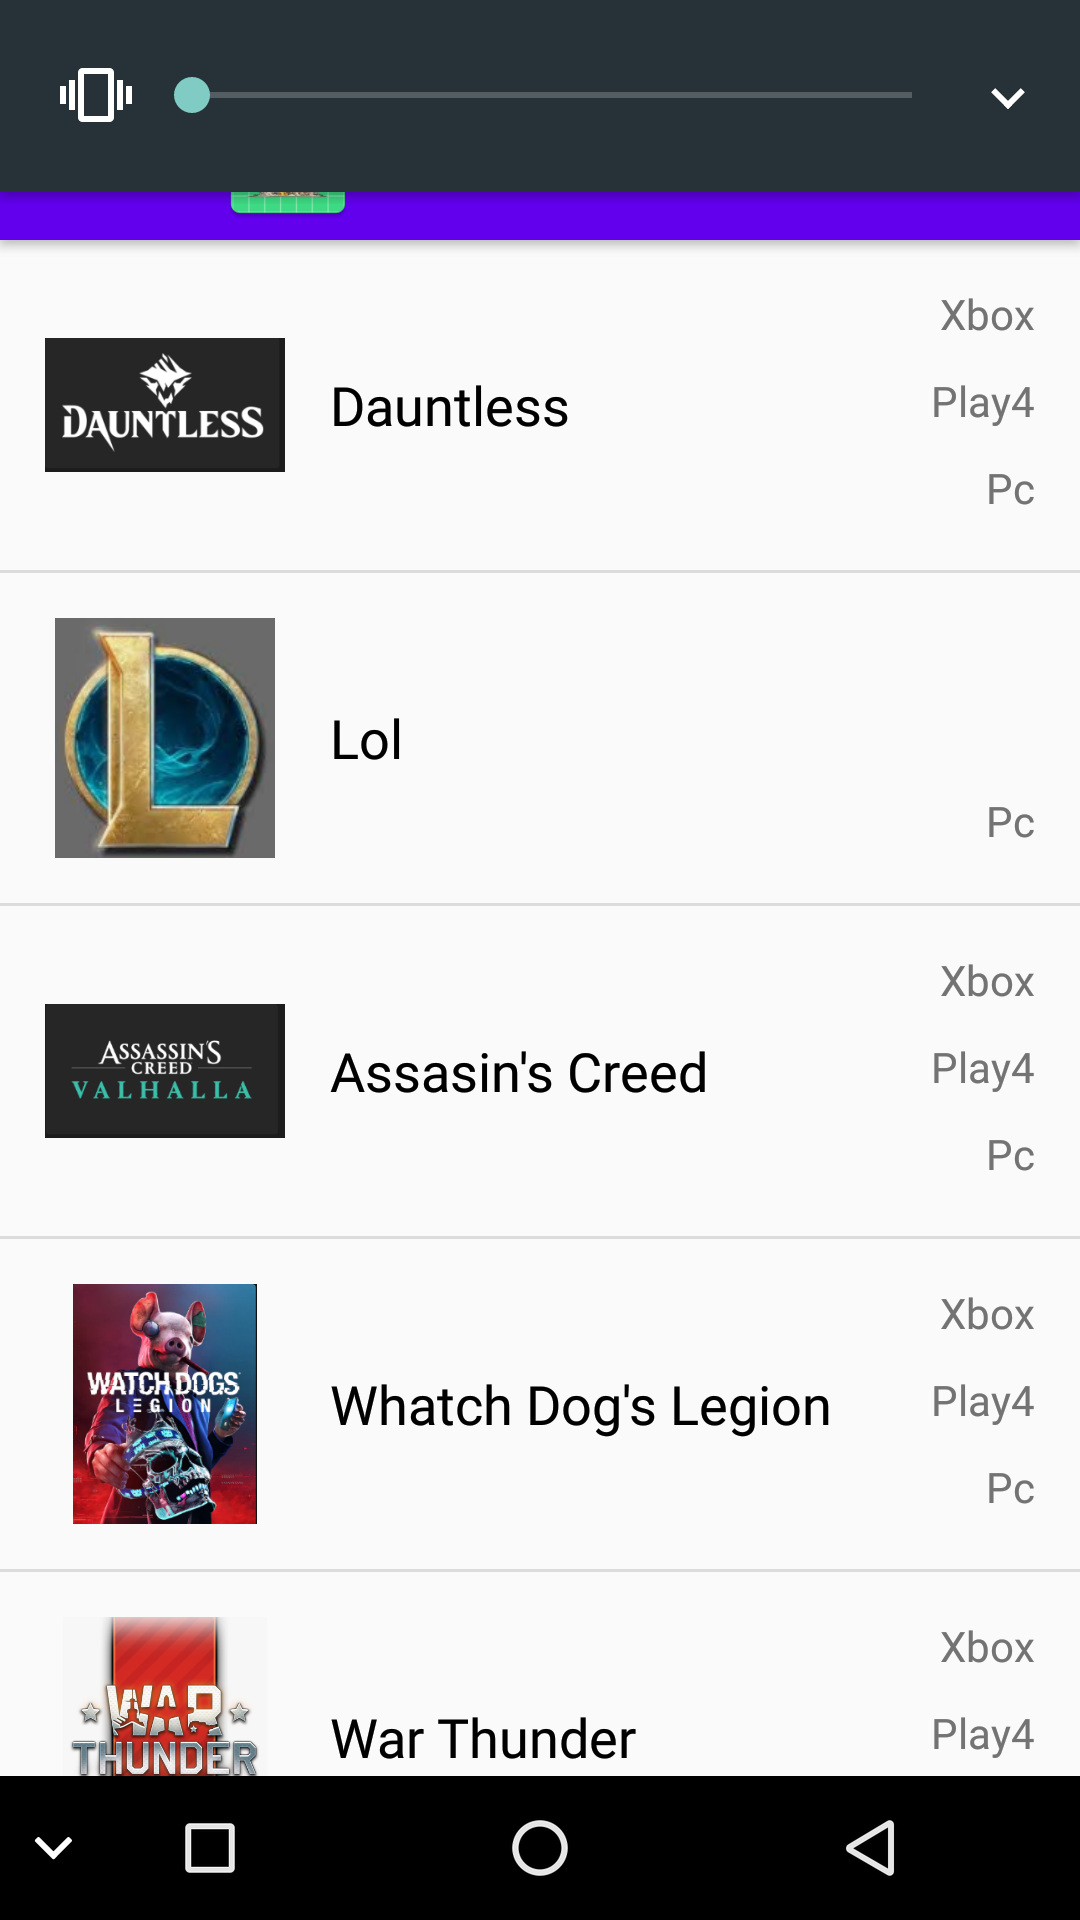 Xbox
DAUNTLESS
Dauntless
Play4
Pc
Lol
Pc
Xbox
ASSASSIN'S
CREED
VALHALLA
Assasin's Creed
Play4
Pc
Xbox
WATCH DOGS
LEGION
Whatch Dog's Legion
Play4
Pc
Xbox
WAR
THUNDER
War Thunder
Play4